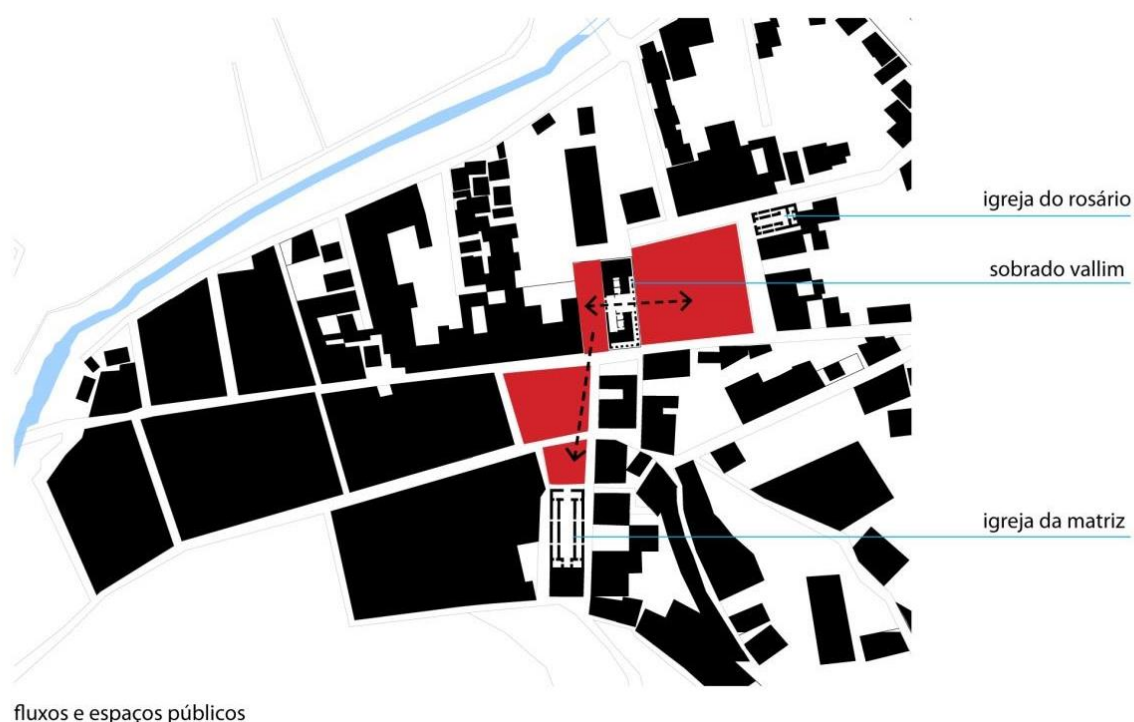 igreja do rosário
sobrado vallim
igreja da matriz
fluxos e espaços públicos